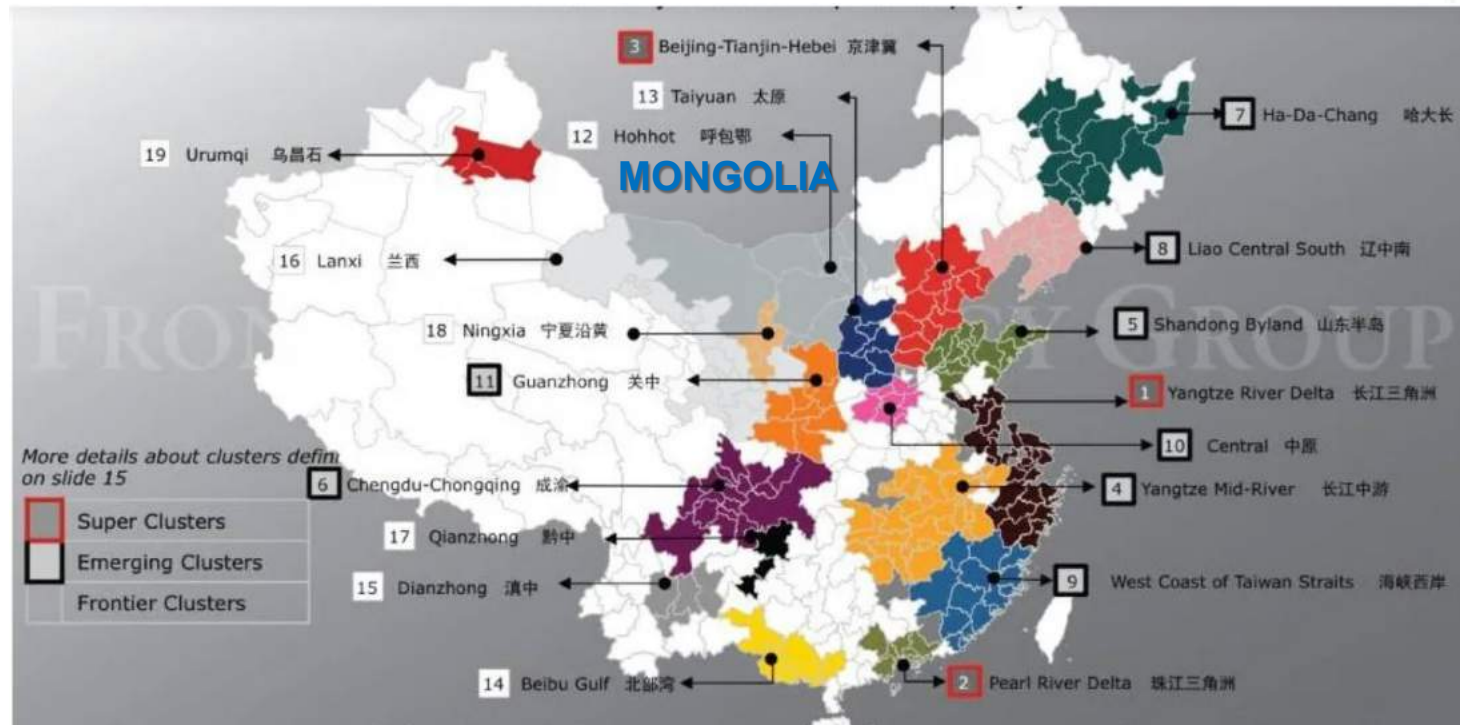 3 Beijing-Tianjin-Hebei 京津翼
13 Taiyuan 太原
12 Hohhot 呼包鄂
7 Ha-Da-Chang 哈大长
19 Urumqi 乌昌石
MONGOLIA
16 Lanxi 兰西
8 Liao Central South 辽中南
18 Ningxia 宁夏沿黄
5 Shandong Byland 山东半岛
11 Guanzhong 关中
1 Yangtze River Delta 长江三角洲
10 Central 中原
More details about clusters defin
on slide 15
6 Chengdu-Chongqing 成渝
4 Yangtze Mid-River 长江中游
Super Clusters
17 Qianzhong 黔中
Emerging Clusters
15 Dianzhong 滇中
9 West Coast of Taiwan Straits 海峡西岸
Frontier Clusters
14 Beibu Gulf 北部湾
2 Pearl River Delta 珠江三角洲
GROUP